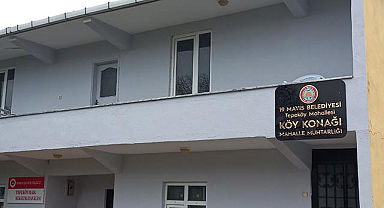 19 MAYIS BELEDİYESİ
Tepeköy Mahallesi
KÖY KONAĞI
MAHALLE MUHTARLIĞI